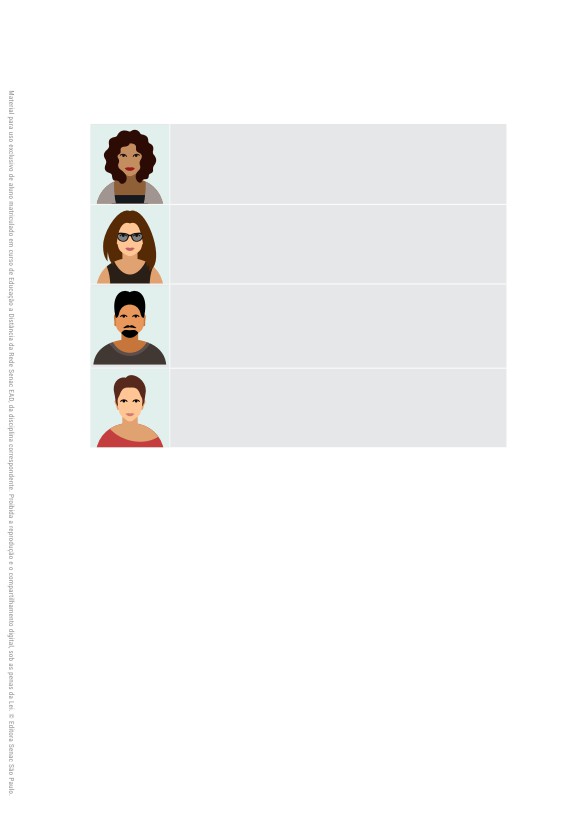 Material para uso exclusivo de aluno matriculado em curso de Educação a Distância da Rede Senac EAD, da disciplina correspondente. Proibida a reprodução e o compartilhamento digital, sob as penas da Lei. © Editora Senac São Paulo.